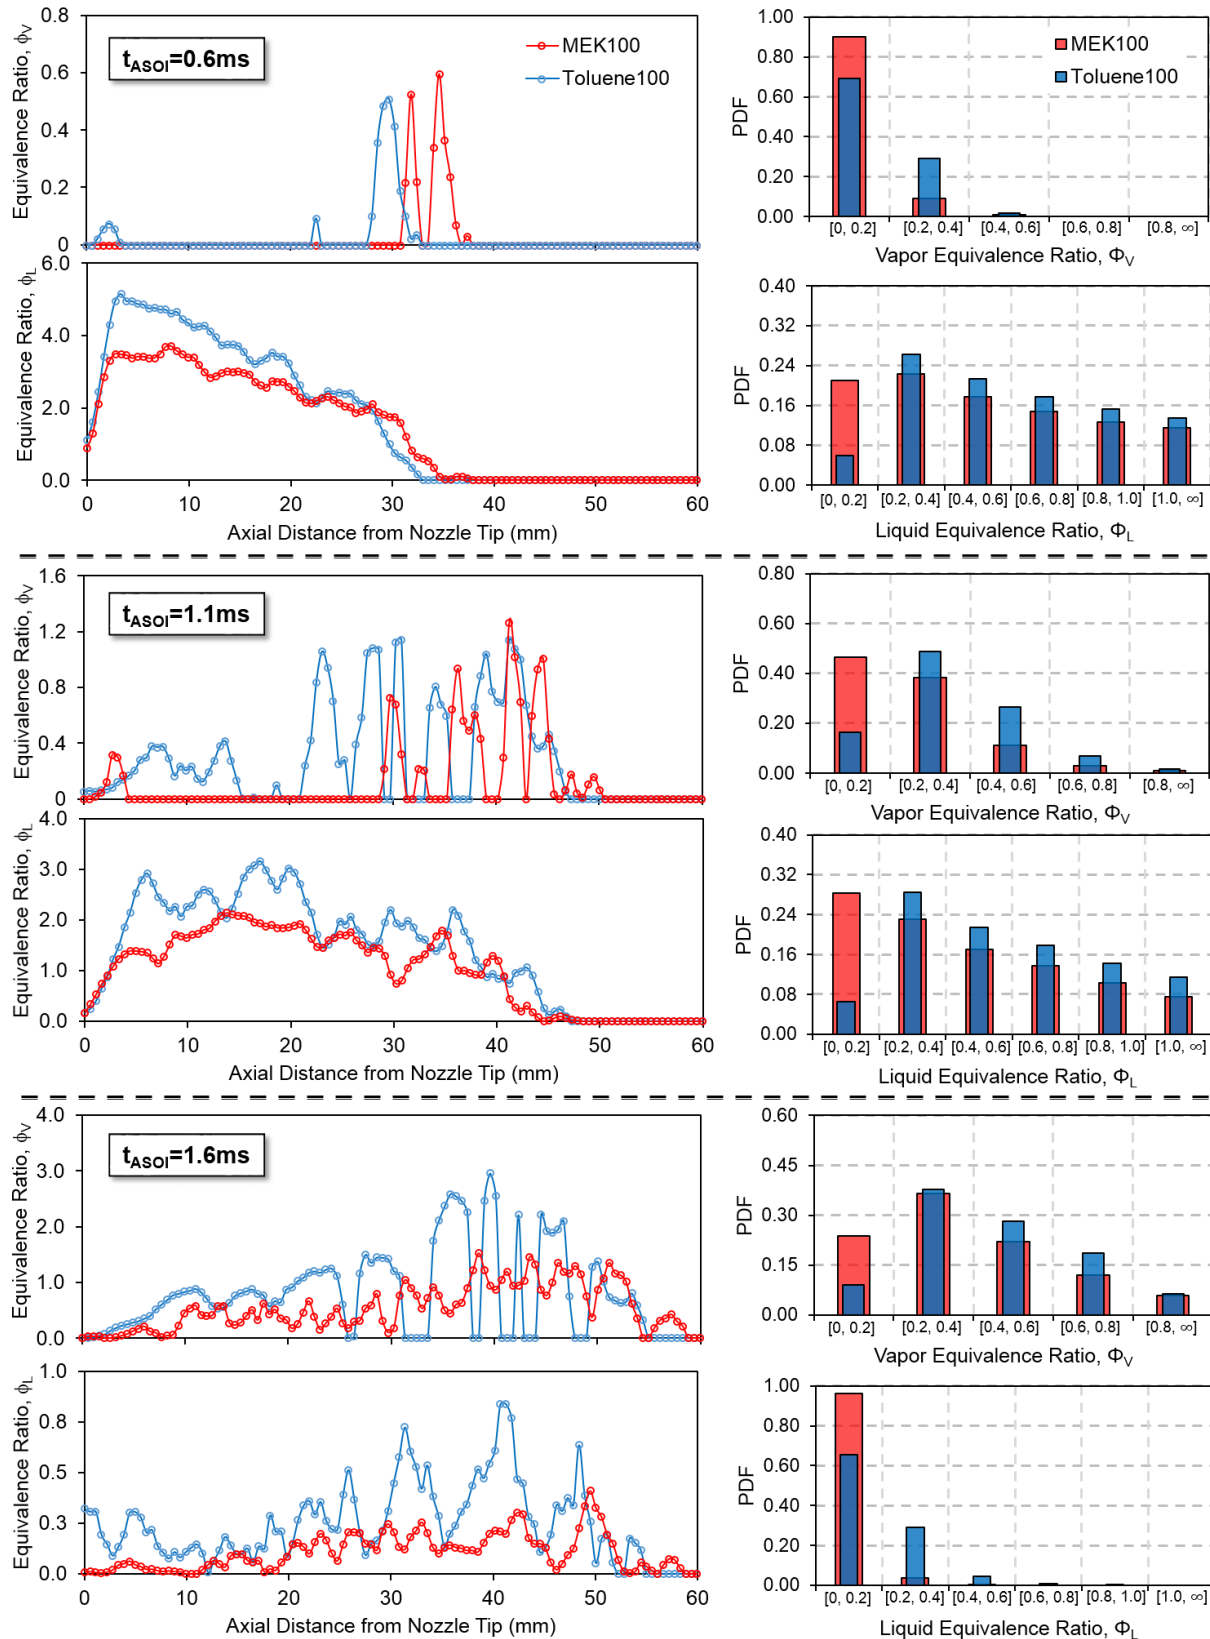 t_ASOI=0.6ms
MEK100
Toluene100
Equivalence Ratio, ϕ_V
0.8
0.6
0.4
0.2
0
Equivalence Ratio, ϕ_L
6.0
4.0
2.0
0.0
0 10 20 30 40 50 60
Axial Distance from Nozzle Tip (mm)
MEK100
Toluene100
PDF
1.00
0.80
0.60
0.40
0.20
0.00
[0, 0.2] [0.2, 0.4] [0.4, 0.6] [0.6, 0.8] [0.8, ∞]
Vapor Equivalence Ratio, Φ_V
PDF
0.40
0.32
0.24
0.16
0.08
0.00
[0, 0.2] [0.2, 0.4] [0.4, 0.6] [0.6, 0.8] [0.8, 1.0] [1.0, ∞]
Liquid Equivalence Ratio, Φ_L
t_ASOI=1.1ms
Equivalence Ratio, ϕ_V
1.6
1.2
0.8
0.4
0
Equivalence Ratio, ϕ_L
4.0
3.0
2.0
1.0
0.0
0 10 20 30 40 50 60
Axial Distance from Nozzle Tip (mm)
PDF
0.80
0.60
0.40
0.20
0.00
[0, 0.2] [0.2, 0.4] [0.4, 0.6] [0.6, 0.8] [0.8, ∞]
Vapor Equivalence Ratio, Φ_V
PDF
0.40
0.32
0.24
0.16
0.08
0.00
[0, 0.2] [0.2, 0.4] [0.4, 0.6] [0.6, 0.8] [0.8, 1.0] [1.0, ∞]
Liquid Equivalence Ratio, Φ_L
t_ASOI=1.6ms
Equivalence Ratio, ϕ_V
4.0
3.0
2.0
1.0
0.0
Equivalence Ratio, ϕ_L
1.0
0.8
0.5
0.3
0.0
0 10 20 30 40 50 60
Axial Distance from Nozzle Tip (mm)
PDF
0.60
0.45
0.30
0.15
0.00
[0, 0.2] [0.2, 0.4] [0.4, 0.6] [0.6, 0.8] [0.8, ∞]
Vapor Equivalence Ratio, Φ_V
PDF
1.00
0.80
0.60
0.40
0.20
0.00
[0, 0.2] [0.2, 0.4] [0.4, 0.6] [0.6, 0.8] [0.8, 1.0] [1.0, ∞]
Liquid Equivalence Ratio, Φ_L